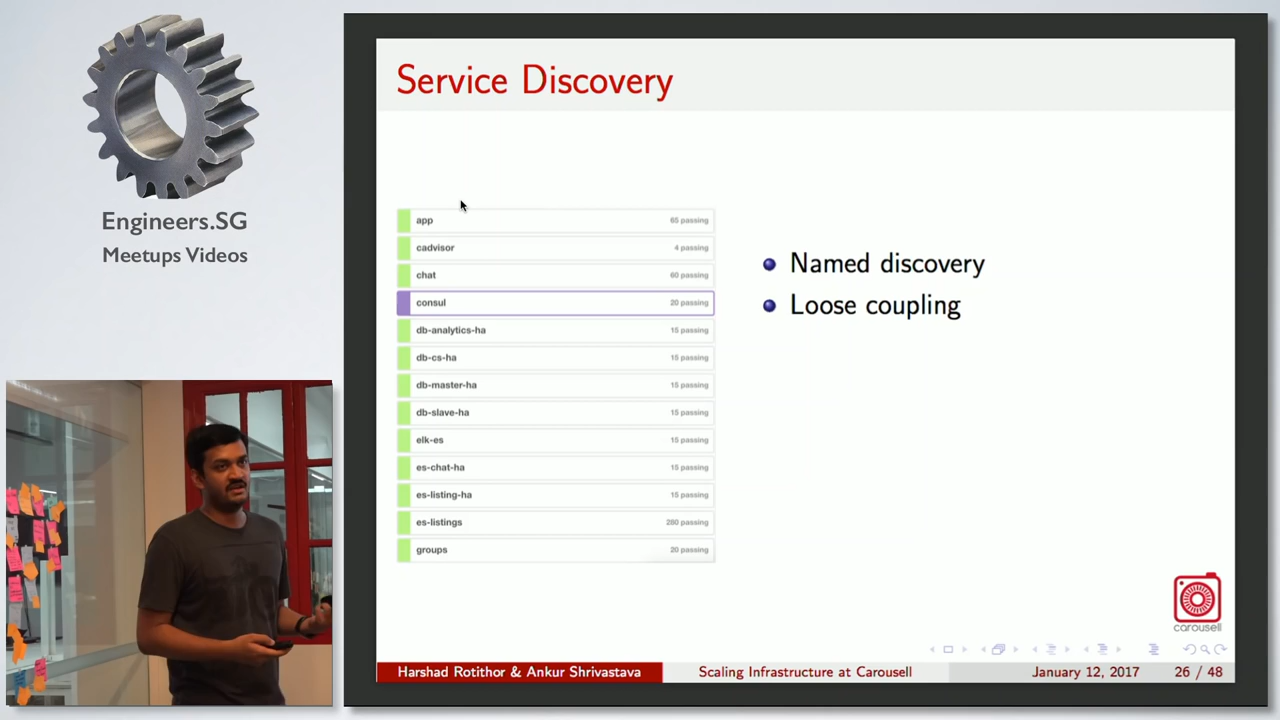 Engineers.SG
Meetups Videos
Service Discovery
app 65 passing
cadvisor 4 passing
chat 60 passing
consul 20 passing
db-analytics-ha 15 passing
db-cs-ha 15 passing
db-master-ha 15 passing
db-slave-ha 15 passing
elk-es 15 passing
es-chat-ha 15 passing
es-listing-ha 15 passing
es-listings 280 passing
groups 20 passing
Named discovery
Loose coupling
carousell
Harshad Rotithor & Ankur Shrivastava
Scaling Infrastructure at Carousell
January 12, 2017
26 / 48